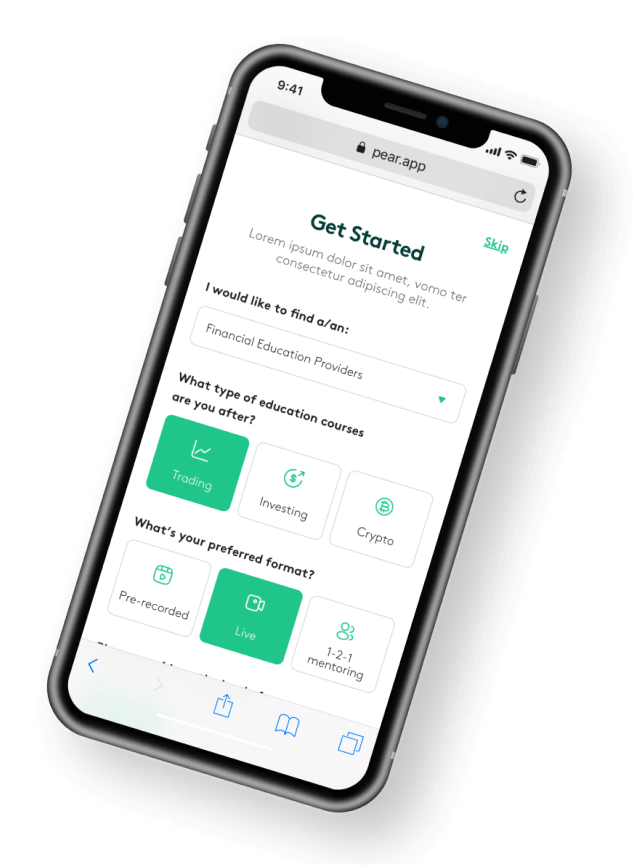 9:41
pear.app
Skip
Get Started
Lorem ipsum dolor sit amet, vomo ter
consectetur adipiscing elit.
I would like to find a/an:
Financial Education Providers
What type of education courses
are you after?
Trading
Investing
Crypto
What's your preferred format?
Pre-recorded
Live
1-2-1
mentoring